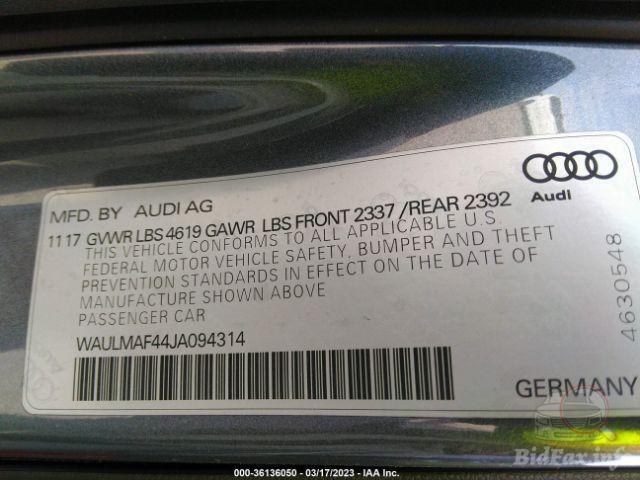 MFD. BY AUDI AG
11 17 GVWR LBS 4619 GAWR LBS FRONT 2337 /REAR 2392
THIS VEHICLE CONFORMS TO ALL APPLICABLE U.S.
FEDERAL MOTOR VEHICLE SAFETY, BUMPER AND THEFT
PREVENTION STANDARDS IN EFFECT ON THE DATE OF
MANUFACTURE SHOWN ABOVE
PASSENGER CAR
WAULMAF44JA094314
Audi
4630548
GERMANY
BidFax.info
000-36136050 - 03/17/2023 - IAA Inc.